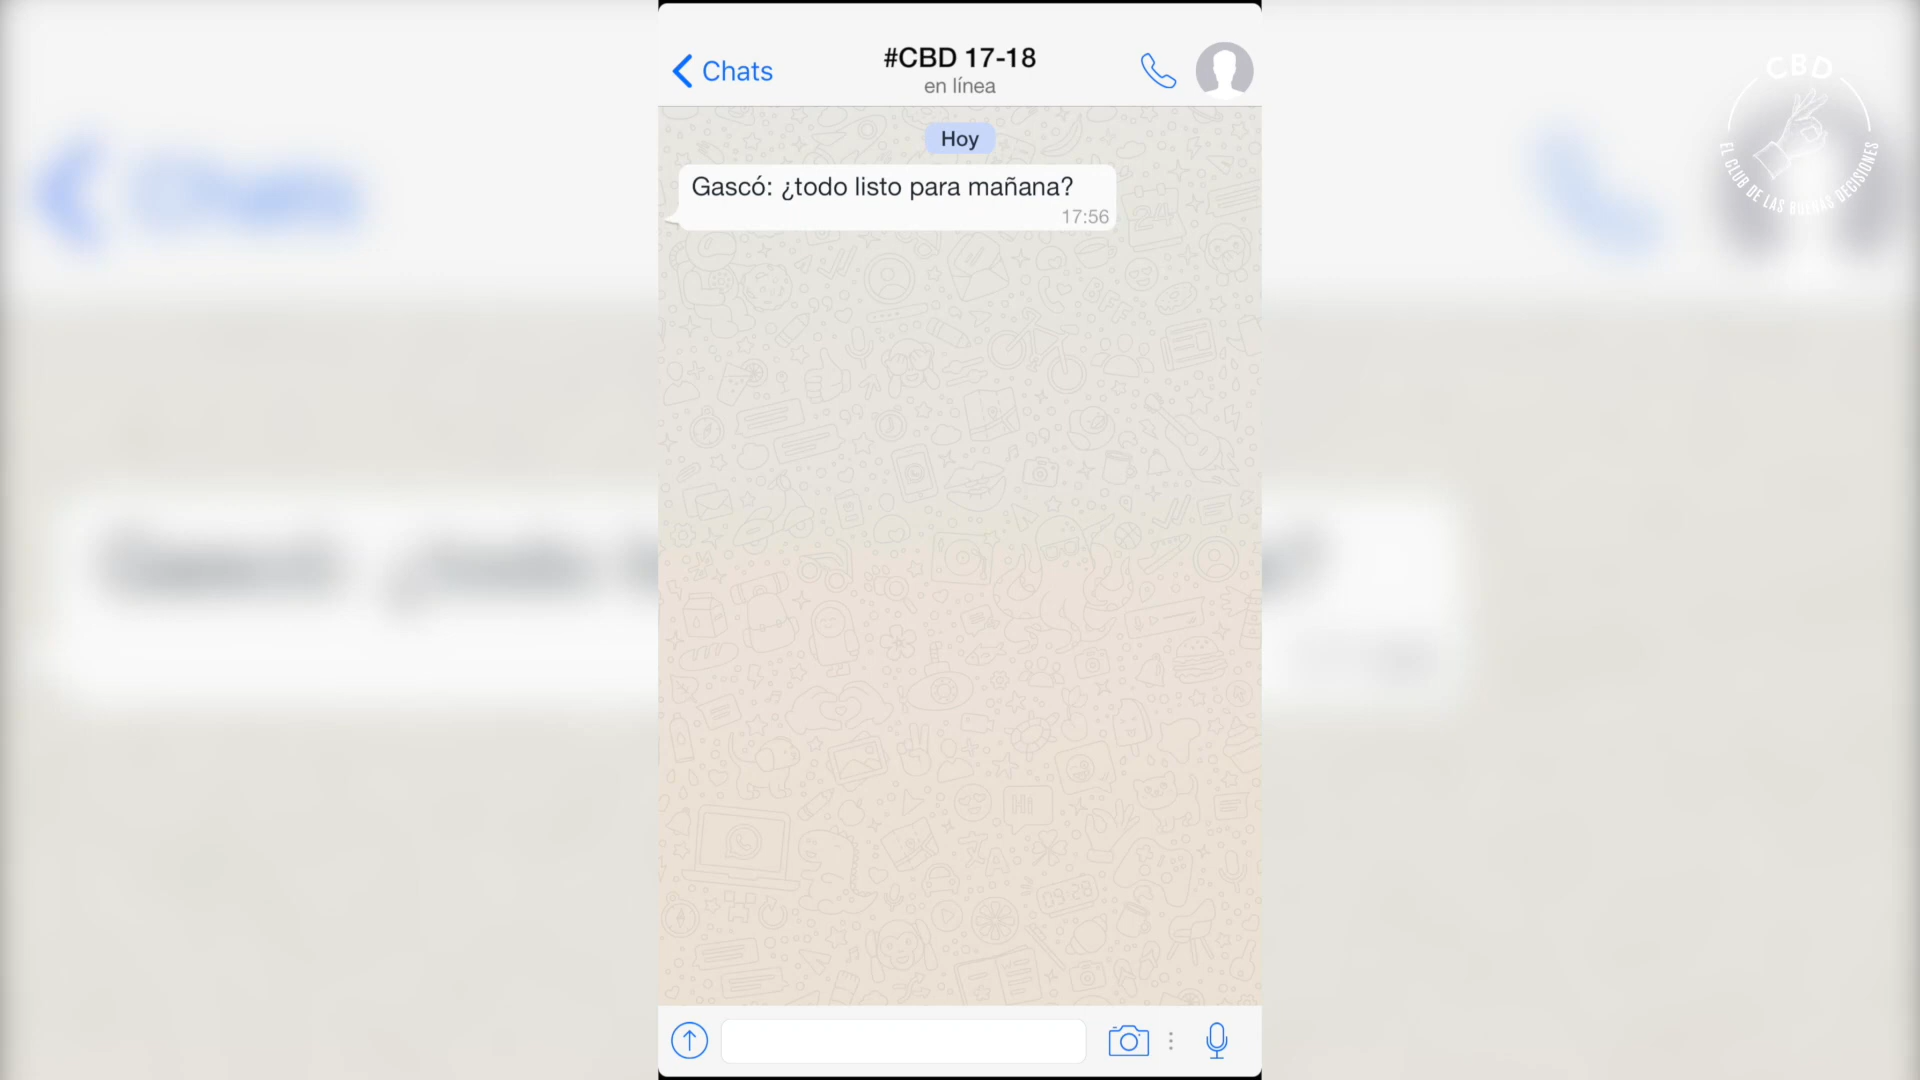 Chats
#CBD 17-18
en línea
Hoy
Gascó: ¿todo listo para mañana?
17:56
CBD
EL CLUB DE LAS BUENAS DECISIONES